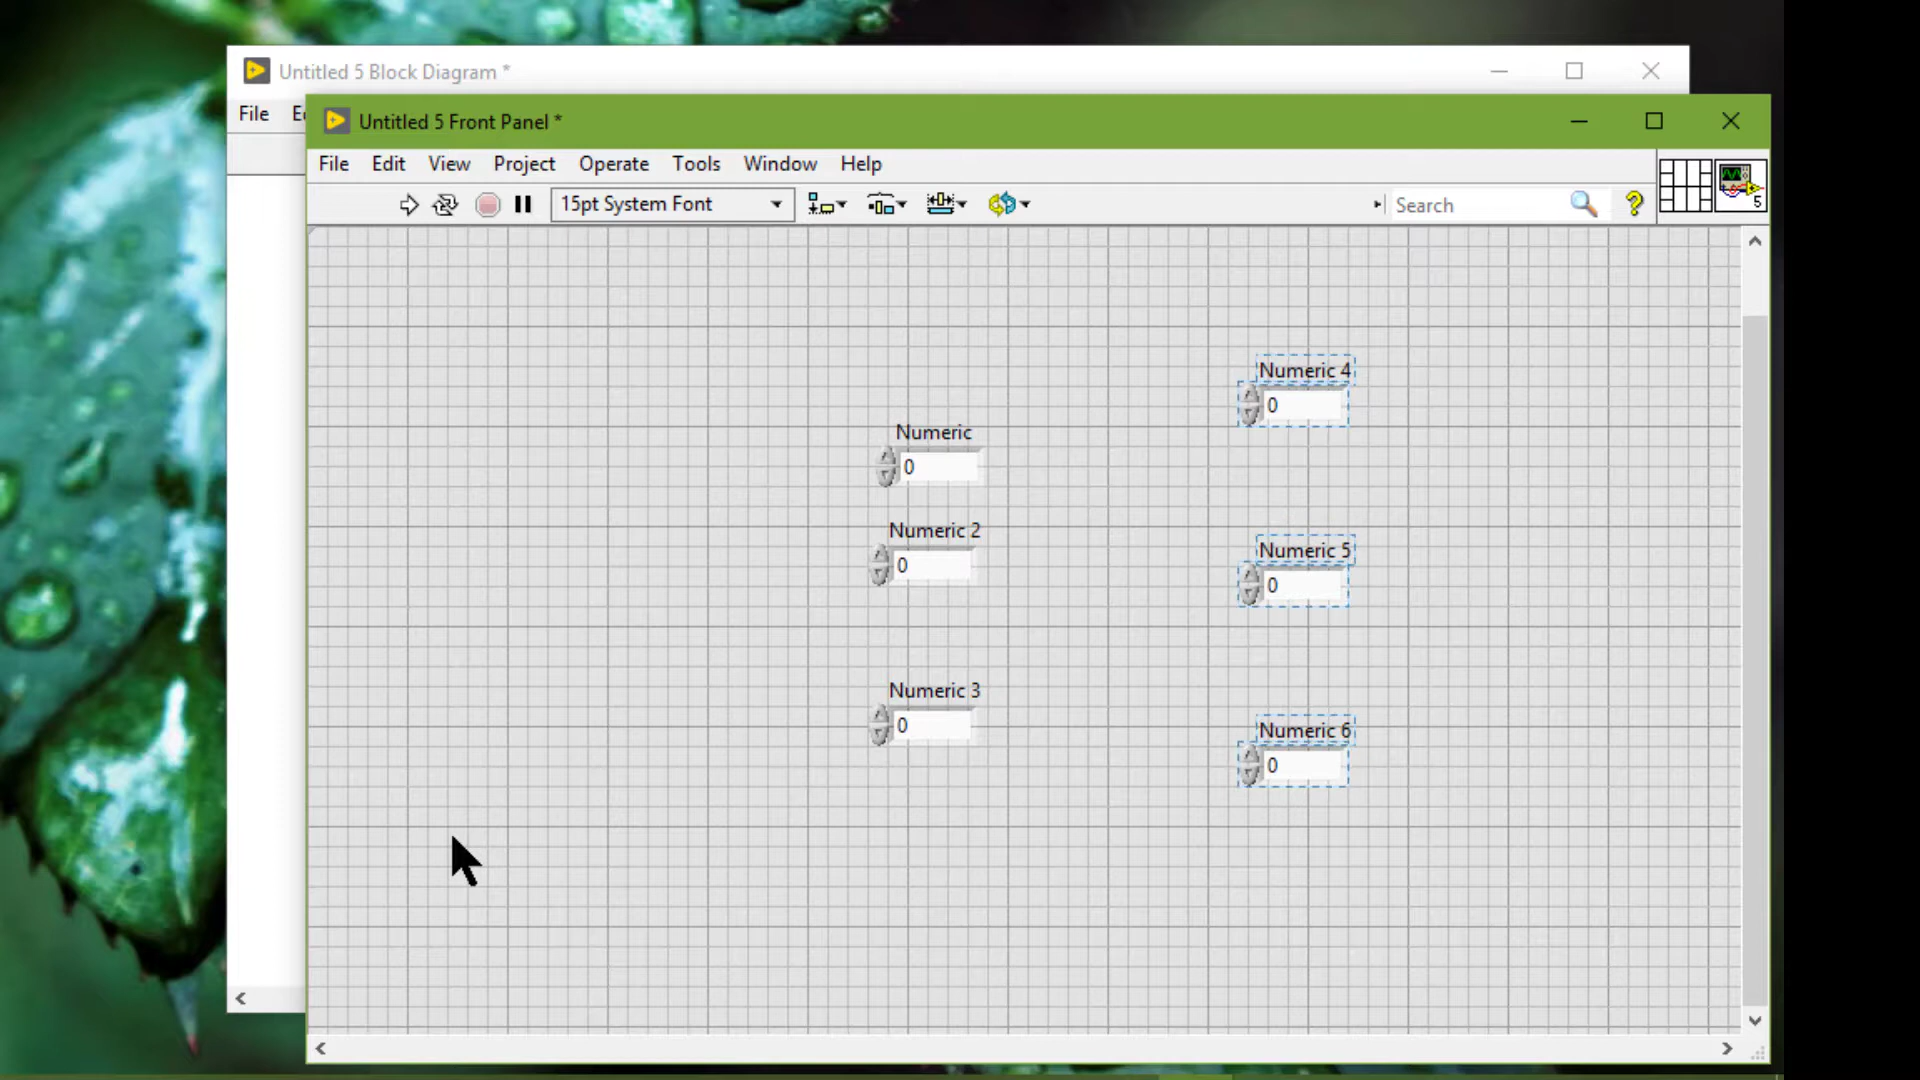 Untitled 5 Block Diagram *
File
Untitled 5 Front Panel *
File Edit View Project Operate Tools Window Help
15pt System Font
Search
?
5
Numeric 4
0
Numeric
0
Numeric 2
0
Numeric 5
0
Numeric 3
0
Numeric 6
0